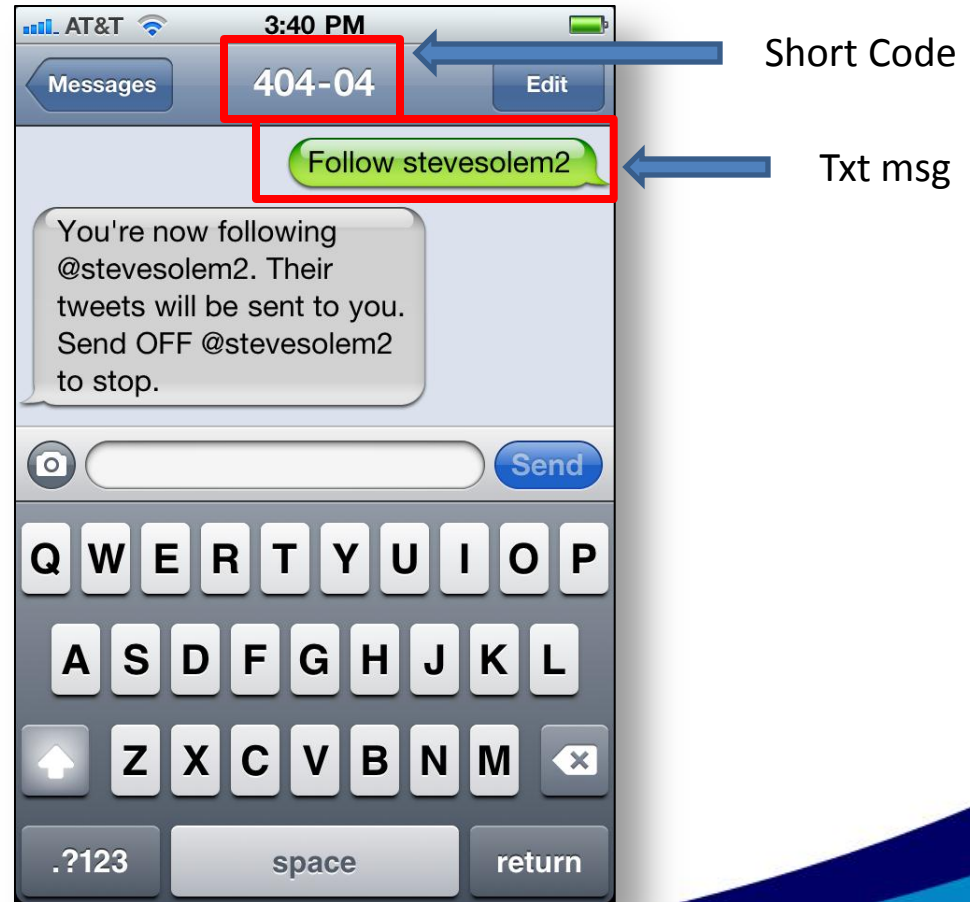 AT&T 3:40 PM
Short Code
Messages 404-04 Edit
Follow stevesolem2
Txt msg
You're now following
@stevesolem2. Their
tweets will be sent to you.
Send OFF @stevesolem2
to stop.
Send
Q W E R T Y U I O P
A S D F G H J K L
Z X C V B N M
.?123 space return